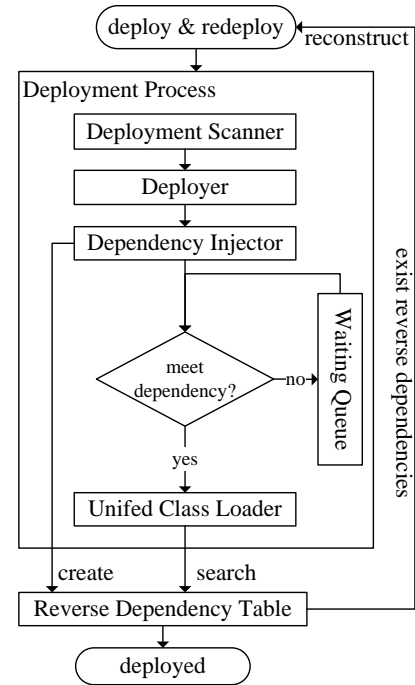 deploy & redeploy
reconstruct
Deployment Process
Deployment Scanner
Deployer
Dependency Injector
meet
dependency?
no
Waiting Queue
exist reverse dependencies
yes
Unifed Class Loader
create
search
Reverse Dependency Table
deployed